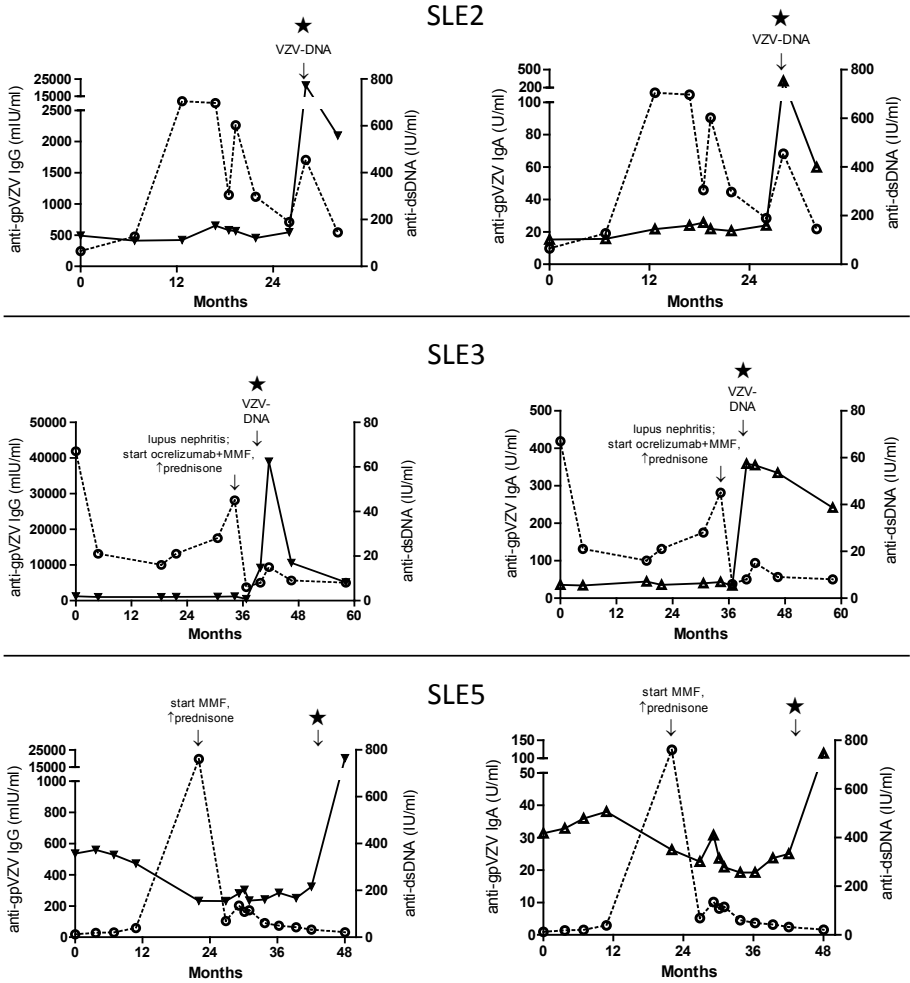 SLE2
★
VZV-DNA
↓
25000
15000
2500
2000
1500
1000
500
0
anti-gpVZV IgG (mIU/ml)
800
600
400
200
0
anti-dsDNA (IU/ml)
0 12 24
Months
★
VZV-DNA
↓
500
200
100
80
60
40
20
0
anti-gpVZV IgA (U/ml)
800
600
400
200
0
anti-dsDNA (IU/ml)
0 12 24
Months
SLE3
★
VZV-
DNA
↓
lupus nephritis;
start ocrelizumab+MMF,
↑prednisone
↓
50000
40000
30000
20000
10000
0
anti-gpVZV IgG (mIU/ml)
80
60
40
20
0
anti-dsDNA (IU/ml)
0 12 24 36 48 60
Months
★
VZV-
DNA
↓
lupus nephritis;
start ocrelizumab+MMF,
↑prednisone
↓
500
400
300
200
100
0
anti-gpVZV IgA (U/ml)
80
60
40
20
0
anti-dsDNA (IU/ml)
0 12 24 36 48 60
Months
SLE5
start MMF,
↑prednisone
↓
★
↓
25000
15000
1000
800
600
400
200
0
anti-gpVZV IgG (mIU/ml)
800
600
400
200
0
anti-dsDNA (IU/ml)
0 12 24 36 48
Months
start MMF,
↑prednisone
↓
★
↓
150
100
50
40
30
20
10
0
anti-gpVZV IgA (U/ml)
800
600
400
200
0
anti-dsDNA (IU/ml)
0 12 24 36 48
Months